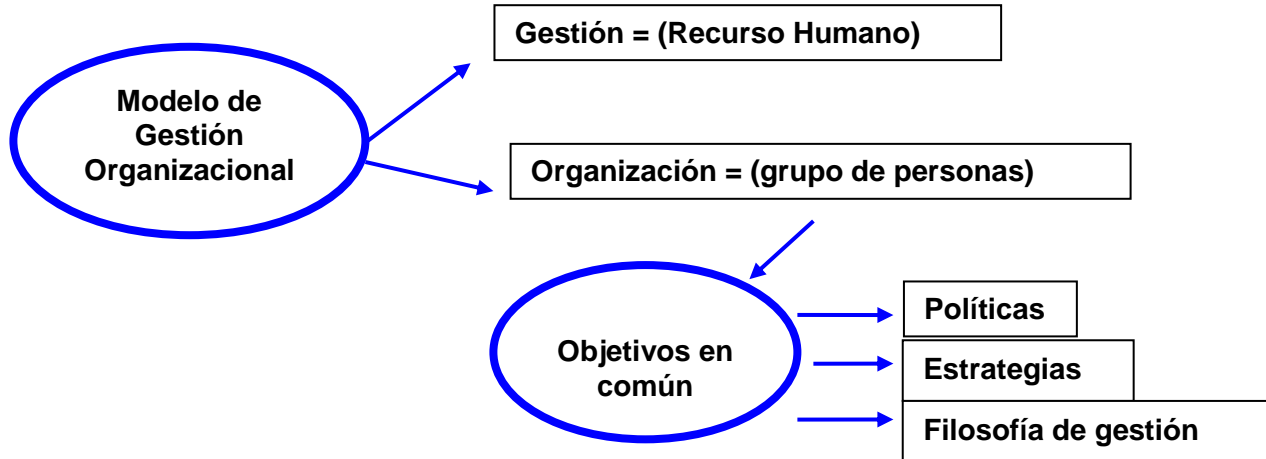 Gestión = (Recurso Humano)
Modelo de
Gestión
Organizacional
Organización = (grupo de personas)
Objetivos en
común
Políticas
Estrategias
Filosofía de gestión